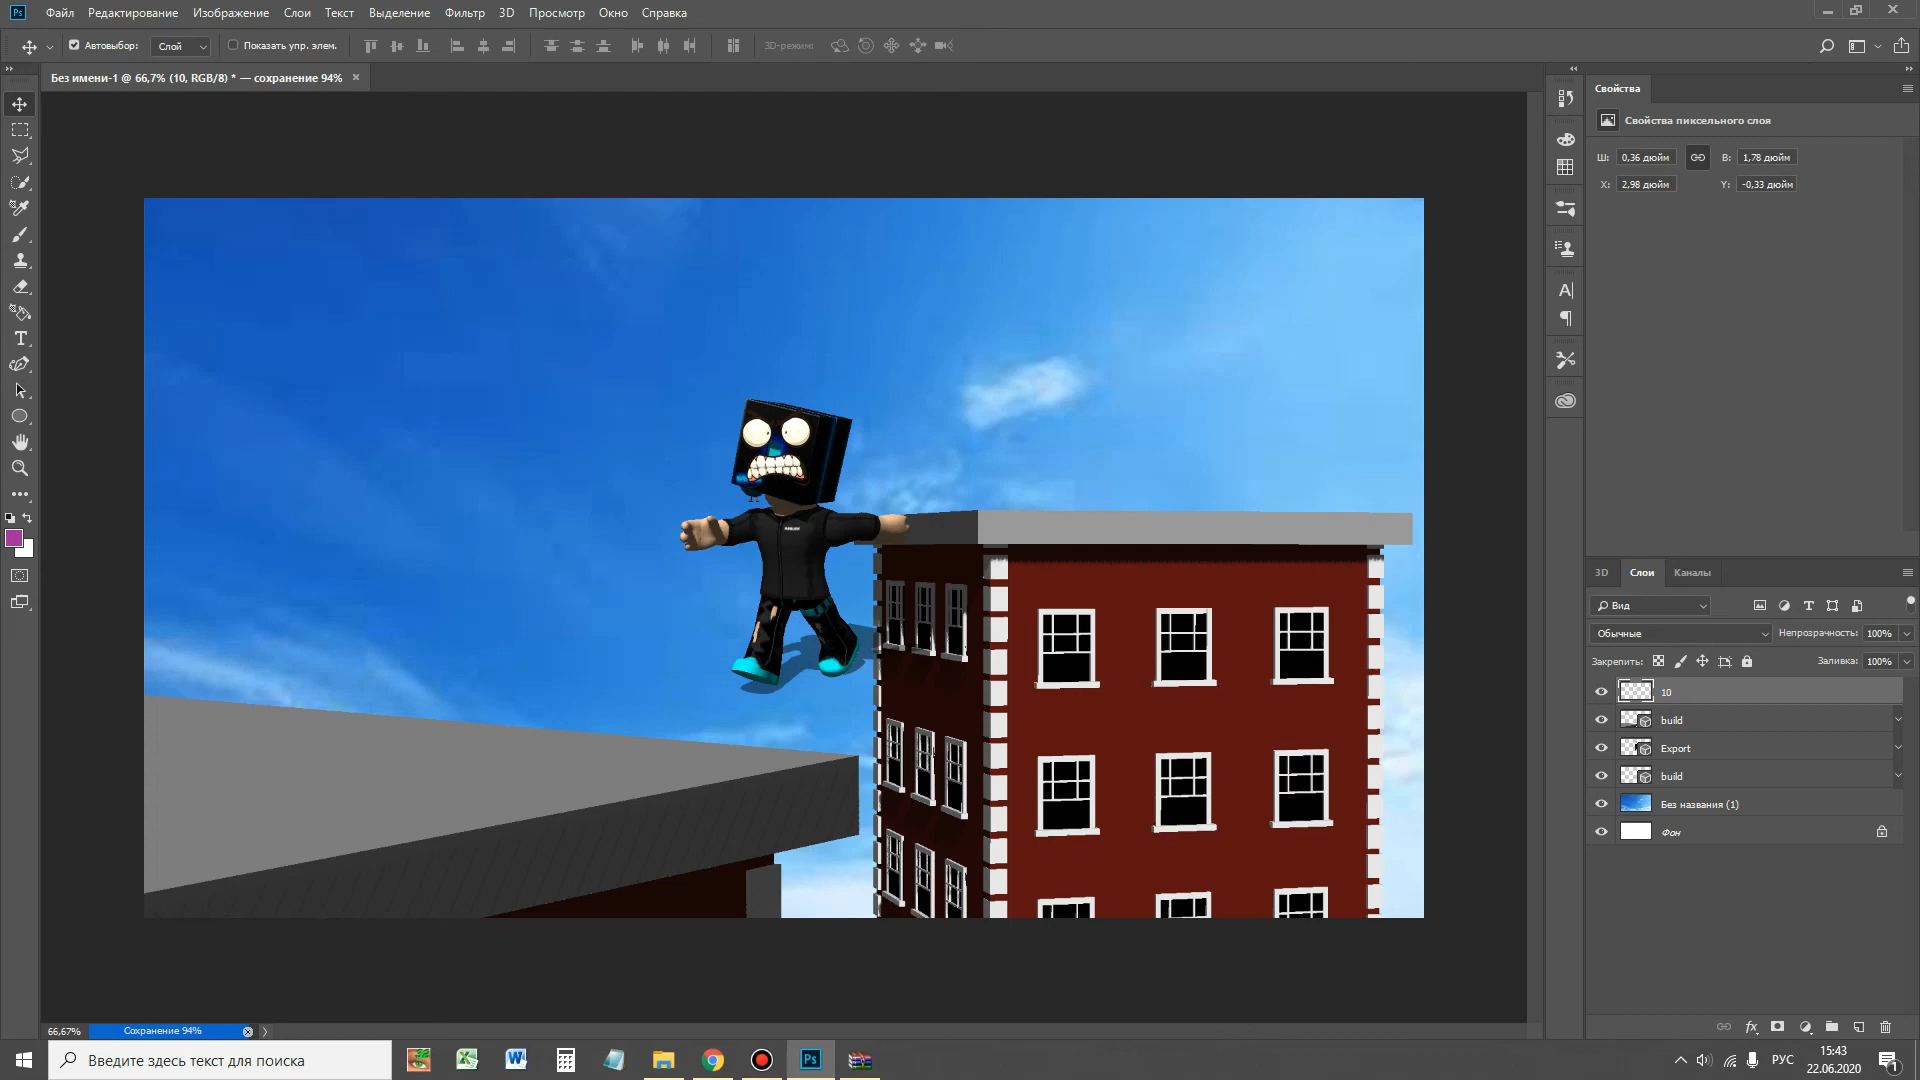 Ps Файл Редактирование Изображение Слои Текст Выделение Фильтр 3D Просмотр Окно Справка
Автовыбор: Слой Показать упр. элем. 3D-режим:
Без имени-1 @ 66,7% (10, RGB/8) * — сохранение 94%
Свойства
Свойства пиксельного слоя
Ш: 0,36 дюйм В: 1,78 дюйм
X: 2,98 дюйм Y: -0,33 дюйм
3D Слои Каналы
Вид
Обычные Непрозрачность: 100%
Закрепить: Заливка: 100%
10
build
Export
build
Без названия (1)
Фон
66,67% Сохранение 94%
Введите здесь текст для поиска
Ps
РУС
15:43
22.06.2020
1